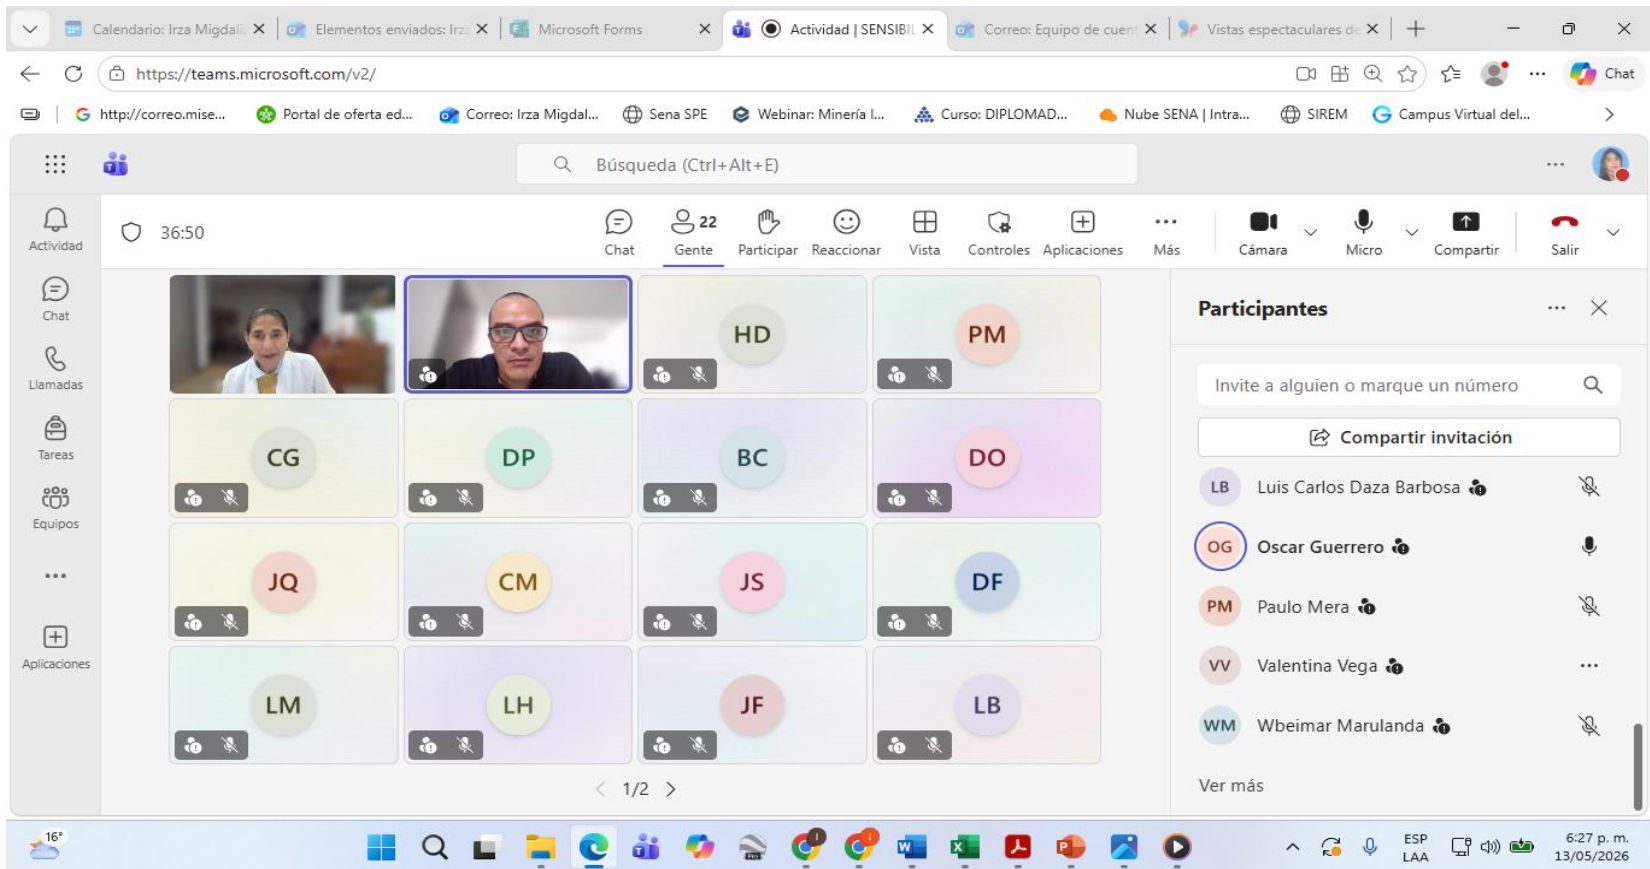 Calendario: Irza Migdali
Elementos enviados: Irza
Microsoft Forms
Actividad | SENSIBIL
Correo: Equipo de cuent
Vistas espectaculares de
https://teams.microsoft.com/v2/
Chat
http://correo.mise...
Portal de oferta ed...
Correo: Irza Migdal...
Sena SPE
Webinar: Minería I...
Curso: DIPLOMAD...
Nube SENA | Intra...
SIREM
Campus Virtual del...
Búsqueda (Ctrl+Alt+E)
Actividad
Chat
Llamadas
Tareas
Equipos
Aplicaciones
36:50
Chat
22
Gente
Participar
Reaccionar
Vista
Controles
Aplicaciones
Más
Cámara
Micro
Compartir
Salir
HD
PM
CG
DP
BC
DO
JQ
CM
JS
DF
LM
LH
JF
LB
1/2
Participantes
Invite a alguien o marque un número
Compartir invitación
LB Luis Carlos Daza Barbosa
OG Oscar Guerrero
PM Paulo Mera
VV Valentina Vega
WM Wbeimar Marulanda
Ver más
16°
ESP
LAA
6:27 p. m.
13/05/2026